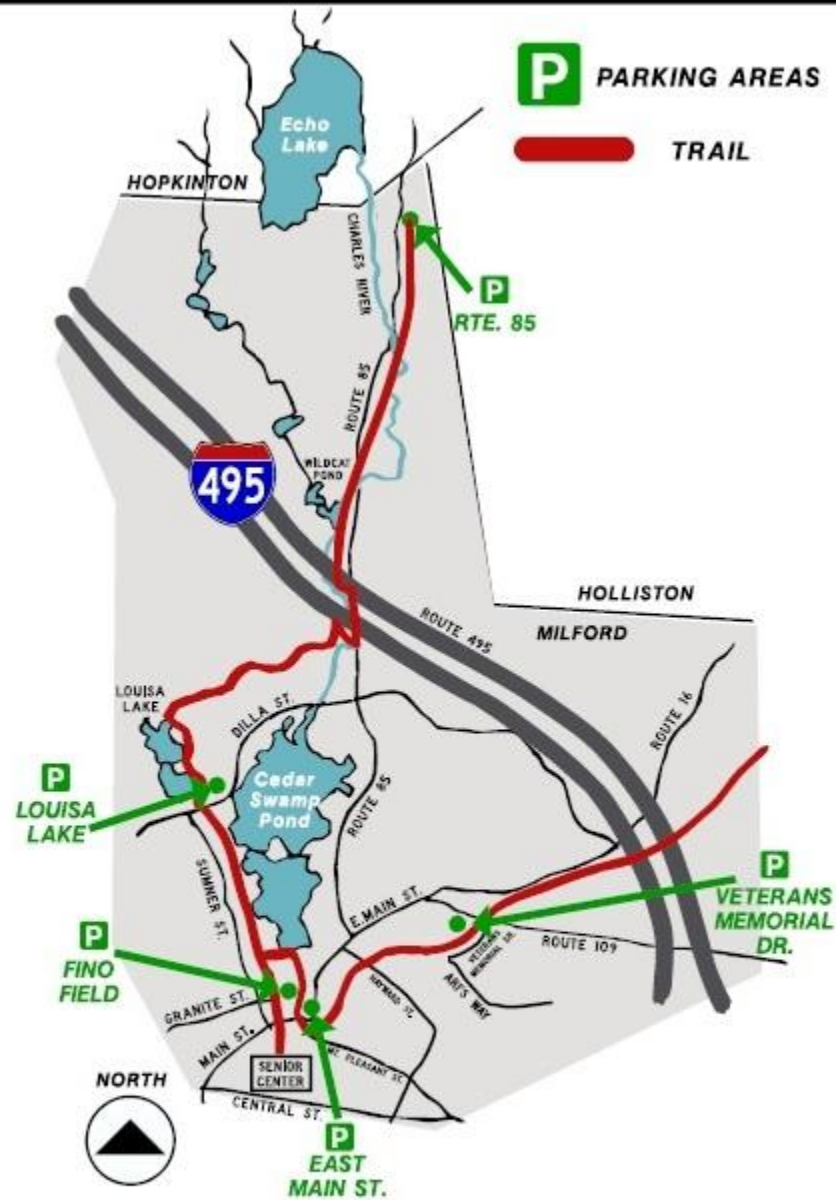 P PARKING AREAS
TRAIL
Echo
Lake
HOPKINTON
CHARLES RIVER
P
RTE. 85
ROUTE 85
WILDCAT
POND
495
HOLLISTON
ROUTE 495
MILFORD
LOUISA
LAKE
DILLA ST.
ROUTE 16
P
LOUISA
LAKE
Cedar
Swamp
Pond
ROUTE 85
SUMNER ST.
E.MAIN ST.
P
VETERANS
MEMORIAL
DR.
P
FINO
FIELD
VETERANS
MEMORIAL DR.
ROUTE 109
HAYWARD ST.
ARI'S WAY
GRANITE ST.
MAIN ST.
MT. PLEASANT ST.
SENIOR
CENTER
NORTH
CENTRAL ST.
P
EAST
MAIN ST.